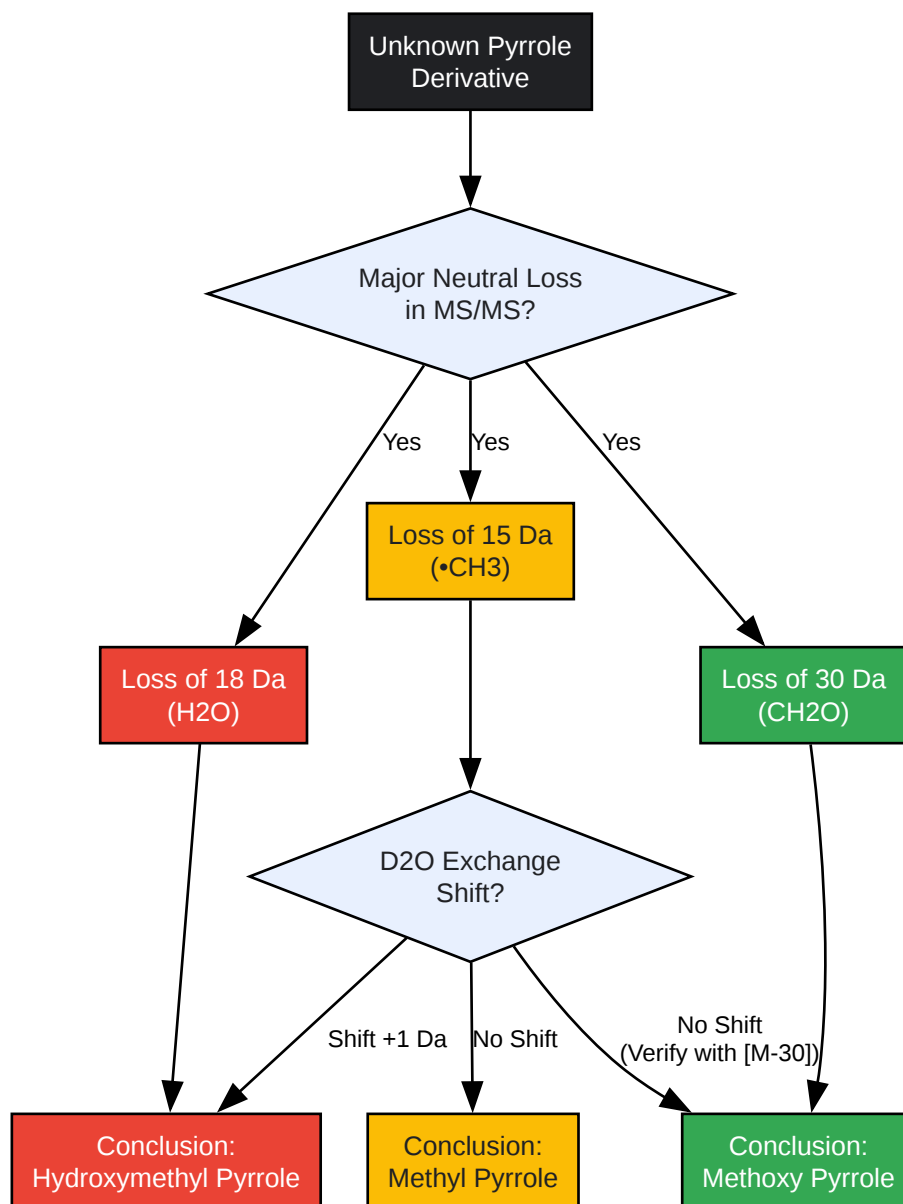 Unknown Pyrrole
Derivative
Major Neutral Loss
in MS/MS?
Yes
Yes
Yes
Loss of 15 Da
(•CH3)
Loss of 18 Da
(H2O)
Loss of 30 Da
(CH2O)
D2O Exchange
Shift?
Shift +1 Da
No Shift
No Shift
(Verify with [M-30])
Conclusion:
Hydroxymethyl Pyrrole
Conclusion:
Methyl Pyrrole
Conclusion:
Methoxy Pyrrole